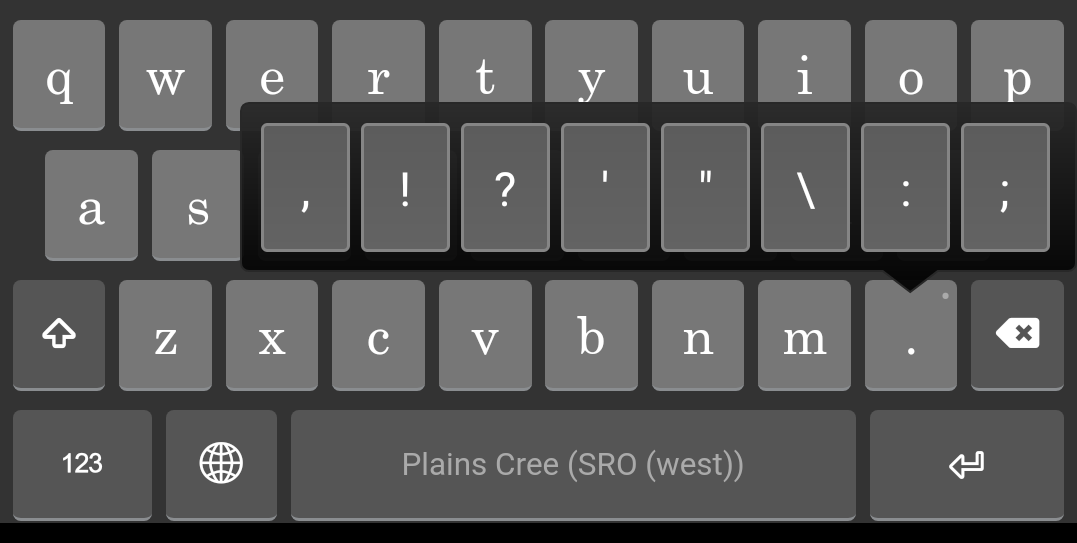 q w e r t y u i o p
a s , ! ? ' " \ : ;
z x c v b n m .
123 Plains Cree (SRO (west))